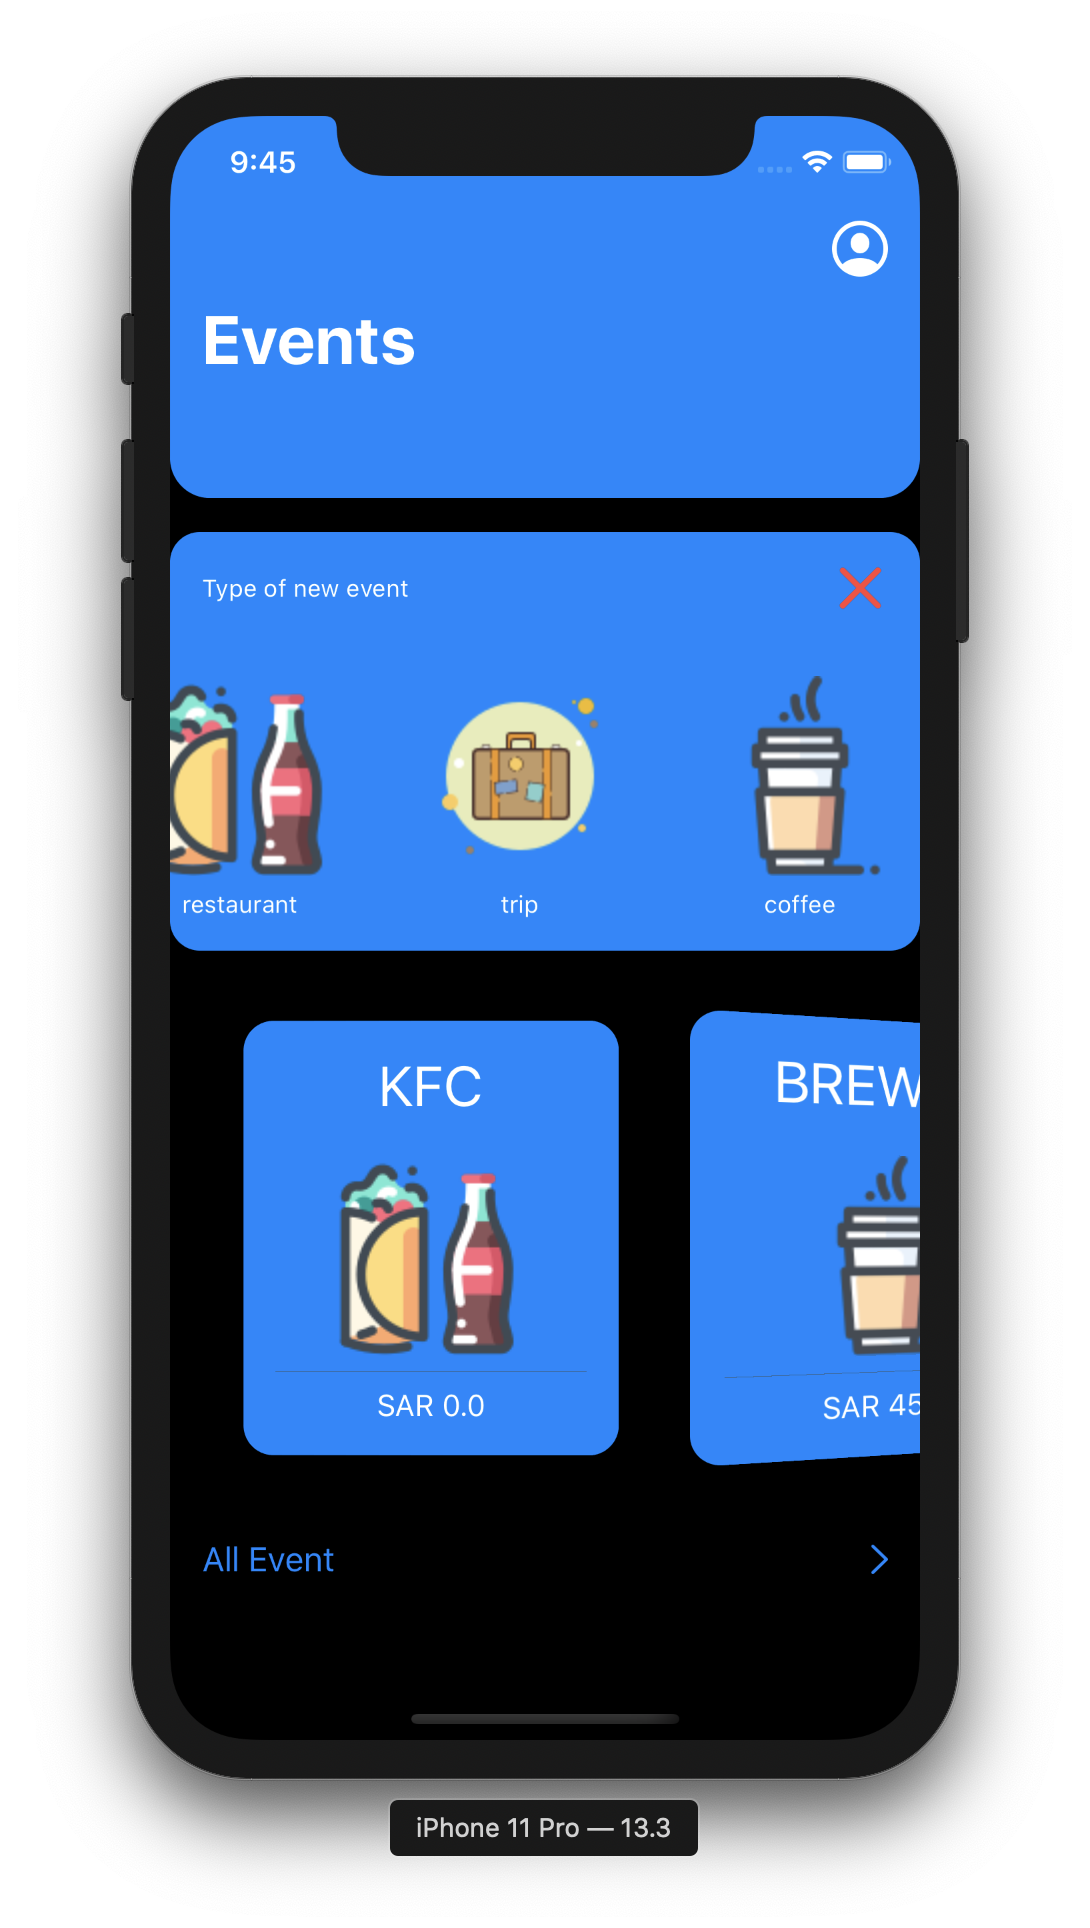 9:45
Events
Type of new event
restaurant
trip
coffee
KFC
BREW
SAR 0.0
SAR 45
All Event
iPhone 11 Pro — 13.3